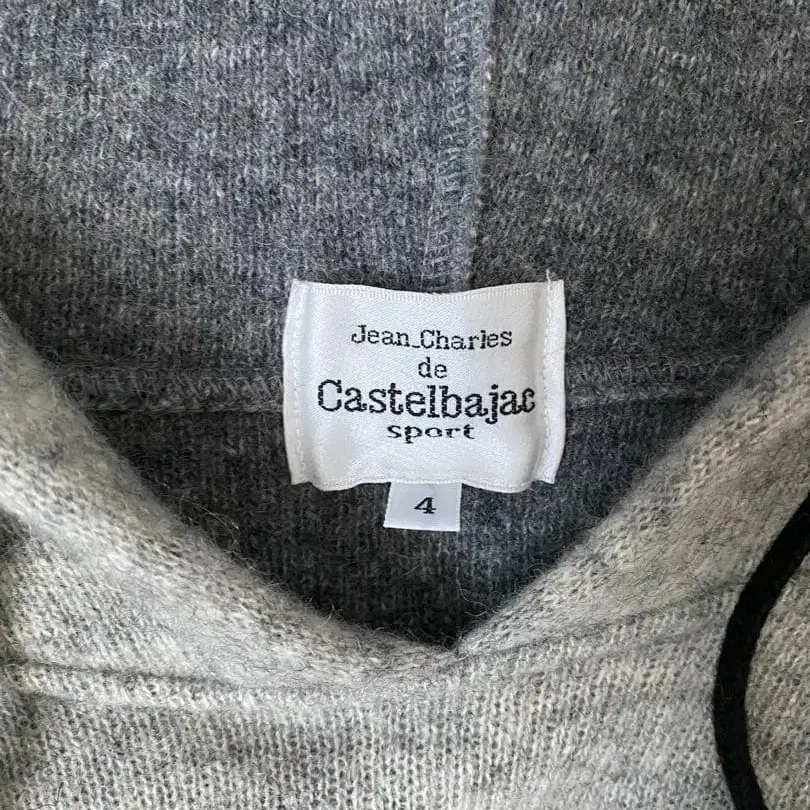 Jean_Charles
de
Castelbajac
sport
4